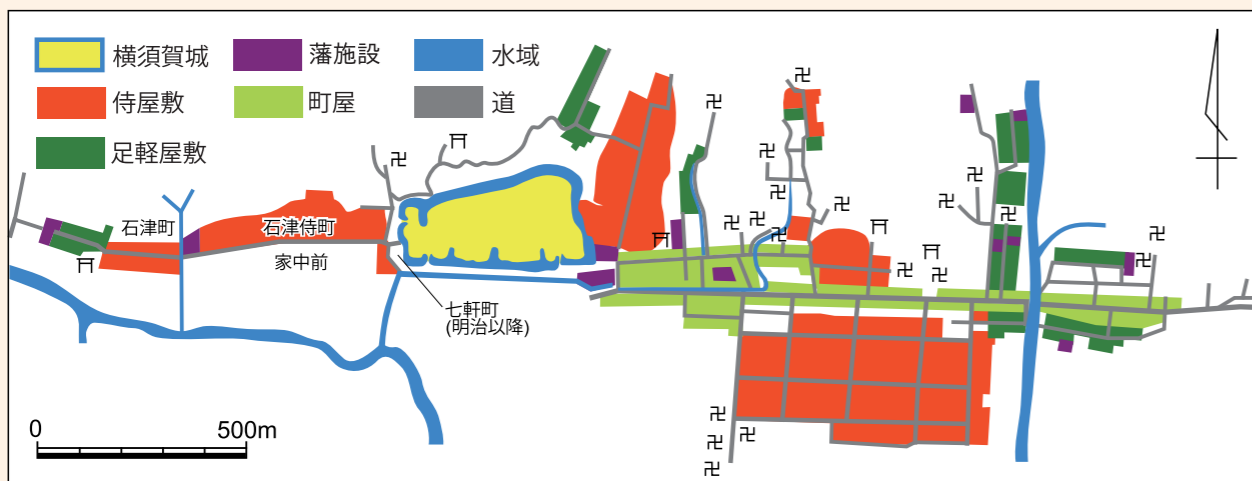 横須賀城
藩施設
水域
侍屋敷
町屋
道
足軽屋敷
石津町
石津侍町
家中前
七軒町
(明治以降)
0 500m